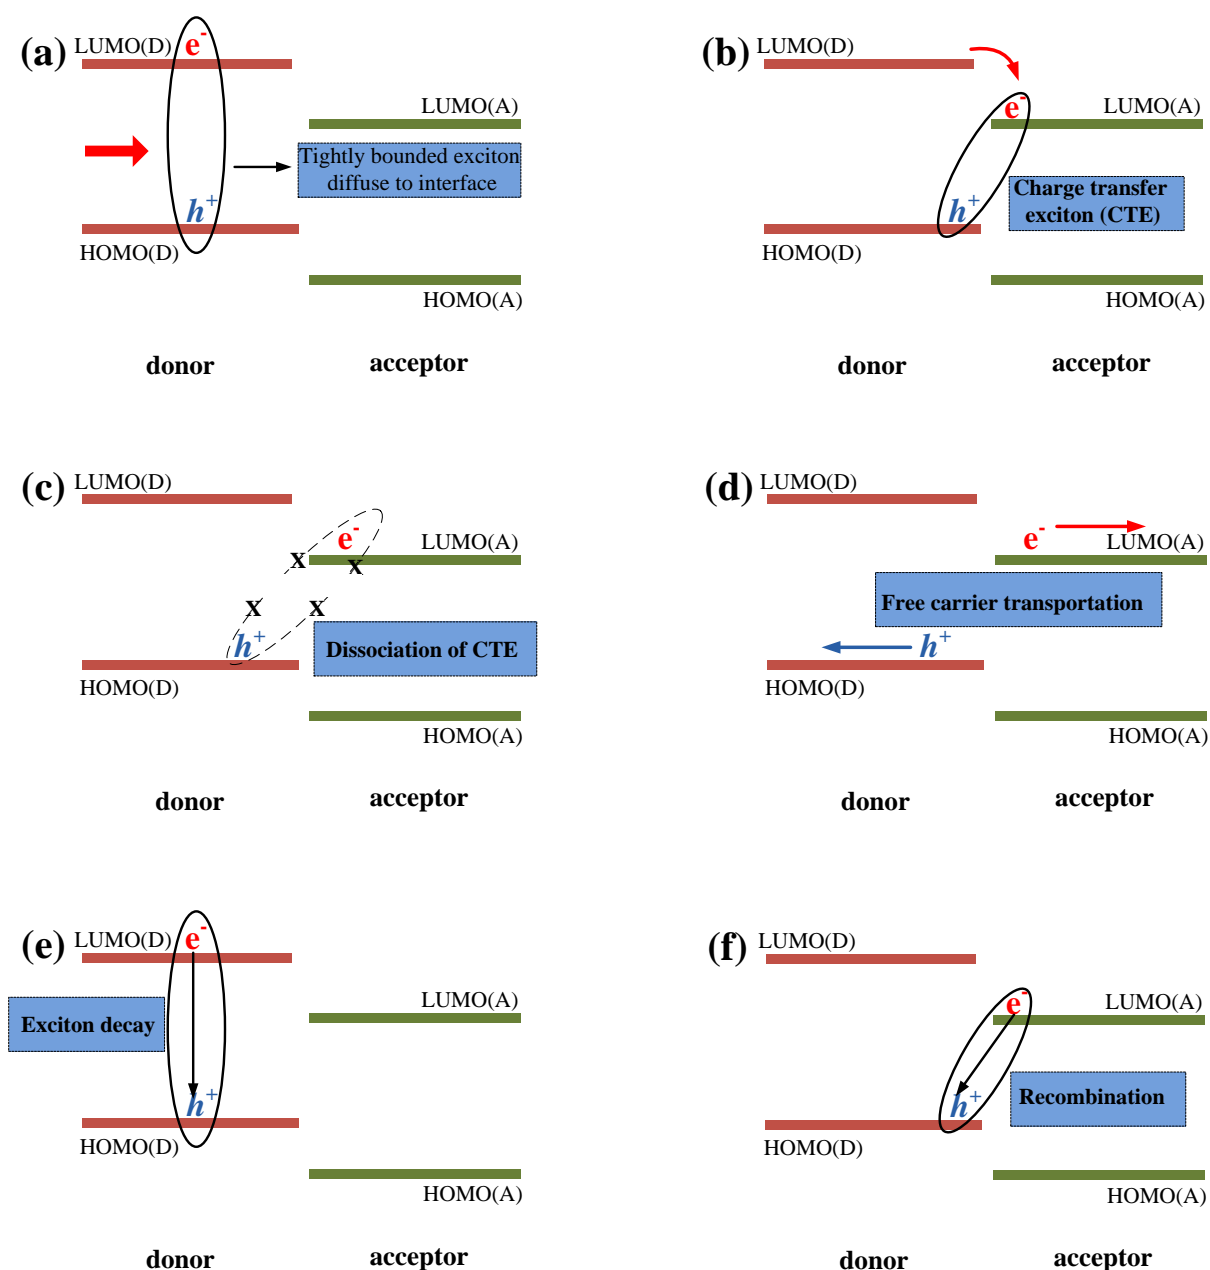 (a)
LUMO(D)
e-
LUMO(A)
Tightly bounded exciton
diffuse to interface
h+
HOMO(D)
HOMO(A)
donor
acceptor
(b)
LUMO(D)
e-
LUMO(A)
Charge transfer
exciton (CTE)
h+
HOMO(D)
HOMO(A)
donor
acceptor
(c)
LUMO(D)
e-
LUMO(A)
X
X
X
X
h+
Dissociation of CTE
HOMO(D)
HOMO(A)
donor
acceptor
(d)
LUMO(D)
e-
LUMO(A)
Free carrier transportation
h+
HOMO(D)
HOMO(A)
donor
acceptor
(e)
LUMO(D)
e-
LUMO(A)
Exciton decay
h+
HOMO(D)
HOMO(A)
donor
acceptor
(f)
LUMO(D)
e-
LUMO(A)
Recombination
h+
HOMO(D)
HOMO(A)
donor
acceptor